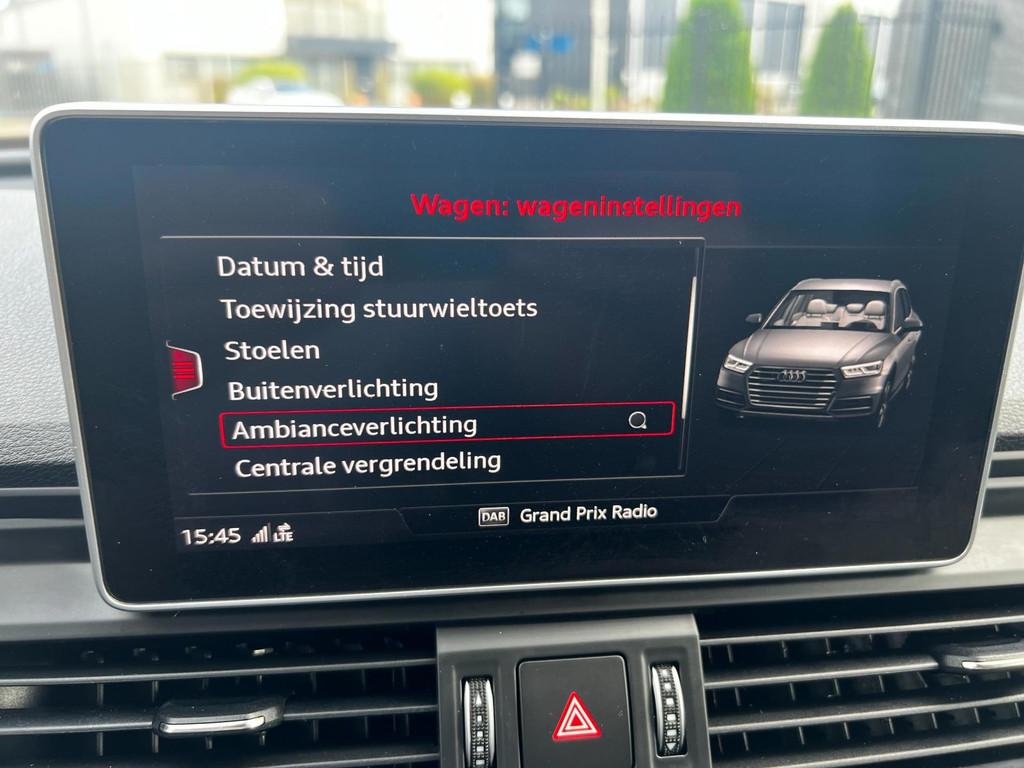 Wagen: wageninstellingen
Datum & tijd
Toewijzing stuurwieltoets
Stoelen
Buitenverlichting
Ambianceverlichting
Centrale vergrendeling
DAB Grand Prix Radio
15:45 LTE